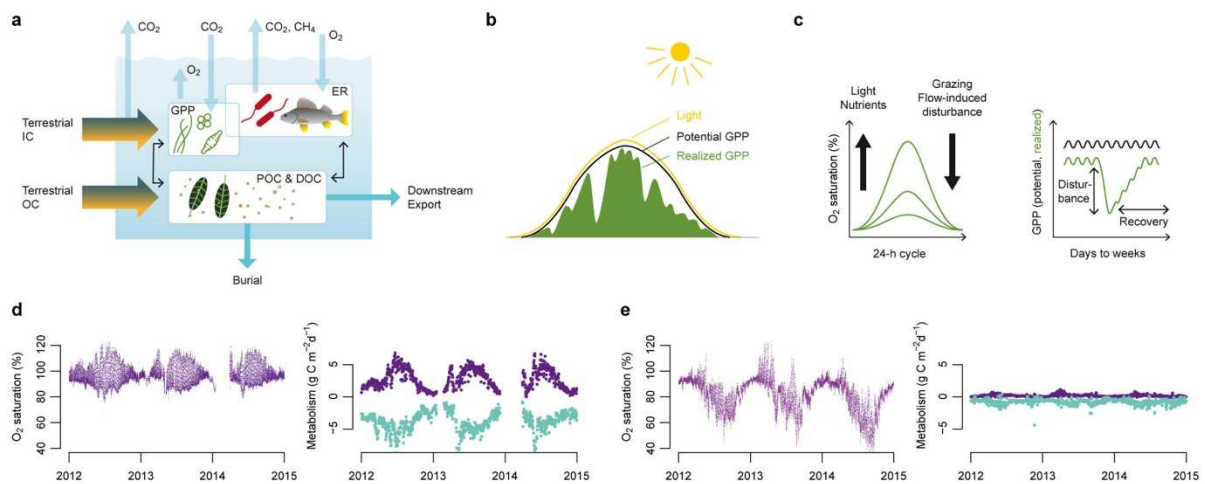 a
CO2
CO2
CO2, CH4
O2
O2
GPP
ER
Terrestrial
IC
POC & DOC
Terrestrial
OC
Downstream
Export
Burial
b
Light
Potential GPP
Realized GPP
c
Light
Nutrients
Grazing
Flow-induced
disturbance
O2 saturation (%)
24-h cycle
GPP (potential, realized)
Distur-
bance
Recovery
Days to weeks
d
O2 saturation (%)
120
100
80
60
40
2012
2013
2014
2015
Metabolism (g C m−2d−1)
5
0
−5
2012
2013
2014
2015
e
O2 saturation (%)
120
100
80
60
40
2012
2013
2014
2015
Metabolism (g C m−2d−1)
5
0
−5
2012
2013
2014
2015